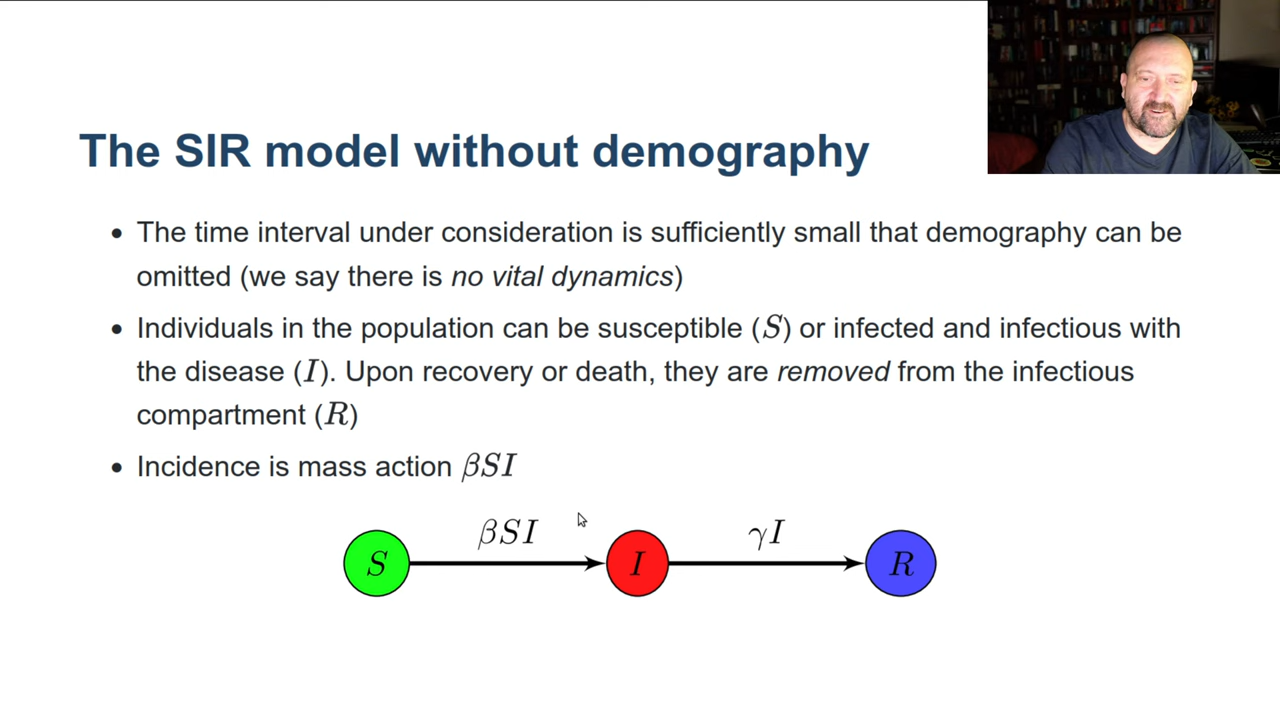 The SIR model without demography
The time interval under consideration is sufficiently small that demography can be
omitted (we say there is no vital dynamics)
Individuals in the population can be susceptible (S) or infected and infectious with
the disease (I). Upon recovery or death, they are removed from the infectious
compartment (R)
Incidence is mass action βSI
βSI γI
S I R